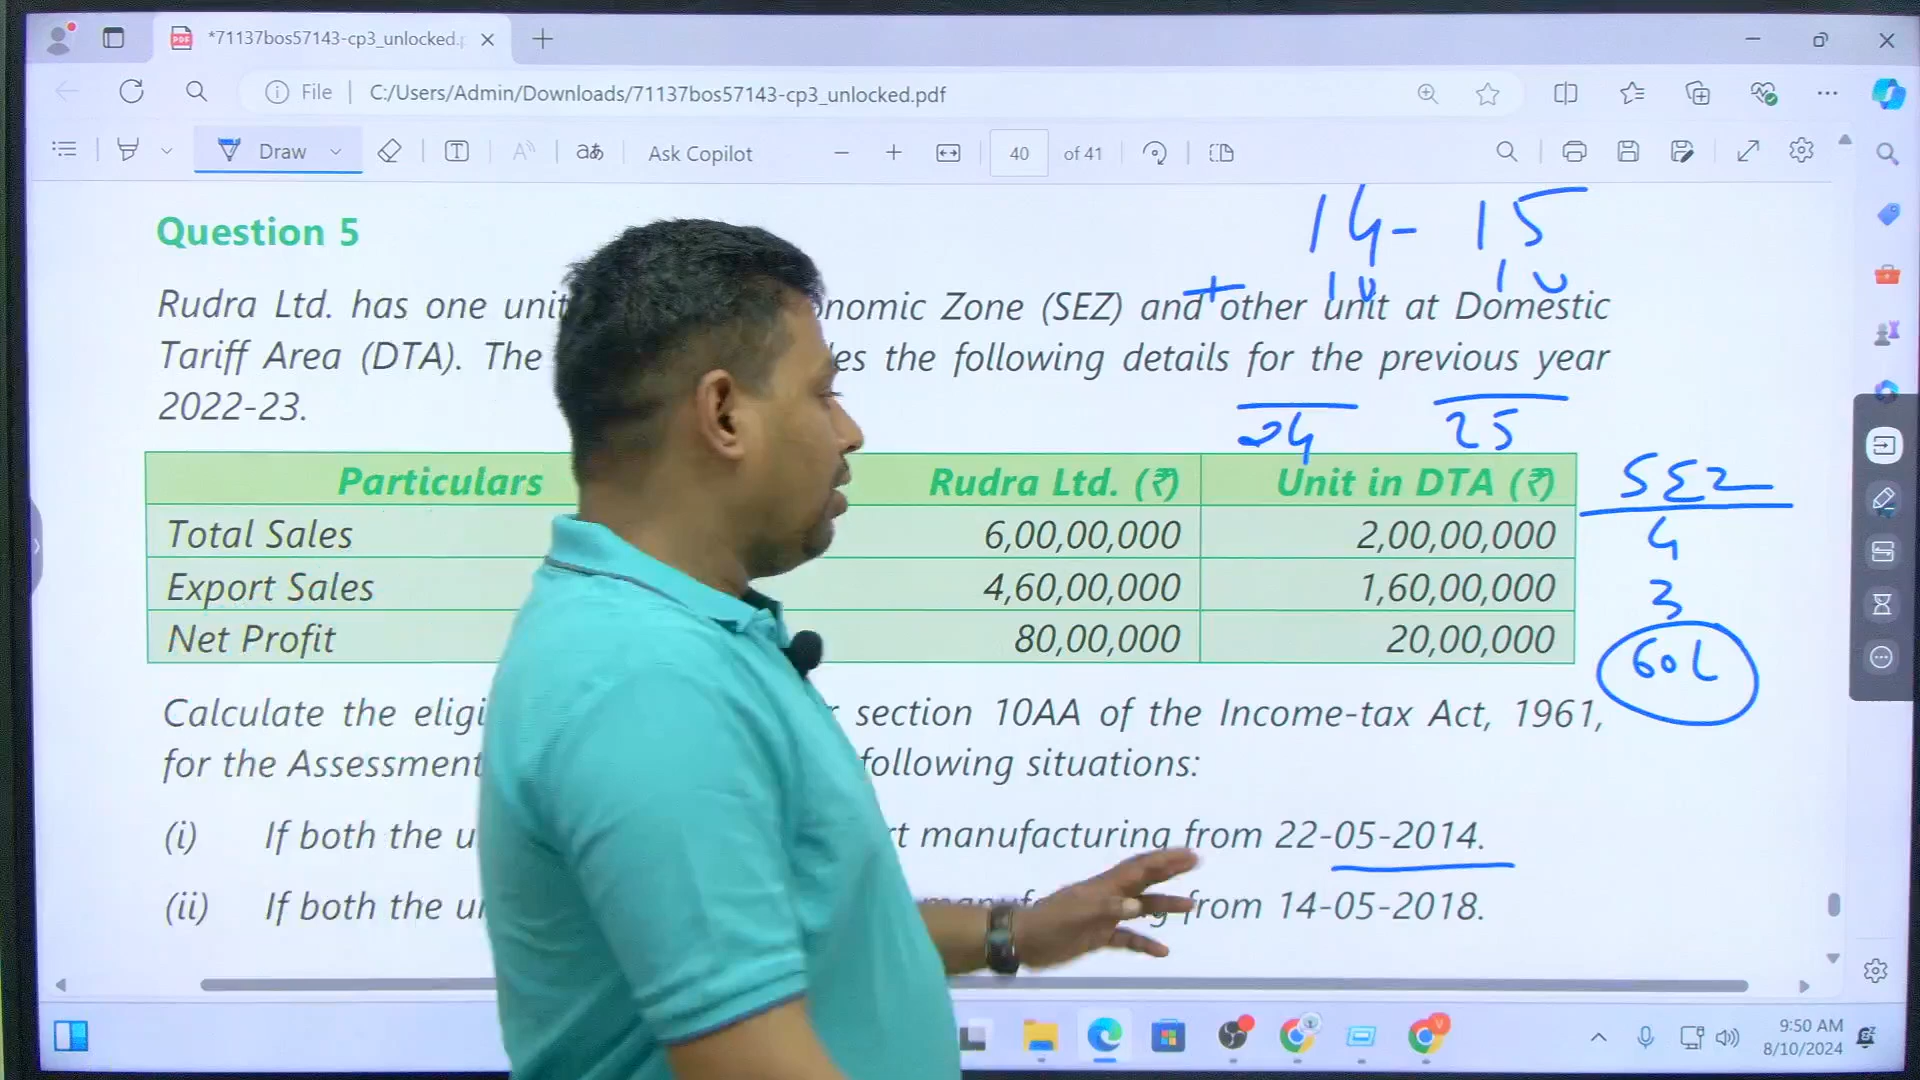 *71137bos57143-cp3_unlocked.p
File C:/Users/Admin/Downloads/71137bos57143-cp3_unlocked.pdf
Draw aあ Ask Copilot 40 of 41
14 - 15
Question 5
+ 10 10
Rudra Ltd. has one unit onomic Zone (SEZ) and other unit at Domestic
Tariff Area (DTA). The es the following details for the previous year
2022-23.
24 25
Particulars Rudra Ltd. (₹) Unit in DTA (₹) SEZ
Total Sales 6,00,00,000 2,00,00,000 4
Export Sales 4,60,00,000 1,60,00,000 3
Net Profit 80,00,000 20,00,000 60L
Calculate the eligi section 10AA of the Income-tax Act, 1961,
for the Assessment following situations:
(i) If both the u rt manufacturing from 22-05-2014.
(ii) If both the u from 14-05-2018.
9:50 AM
8/10/2024